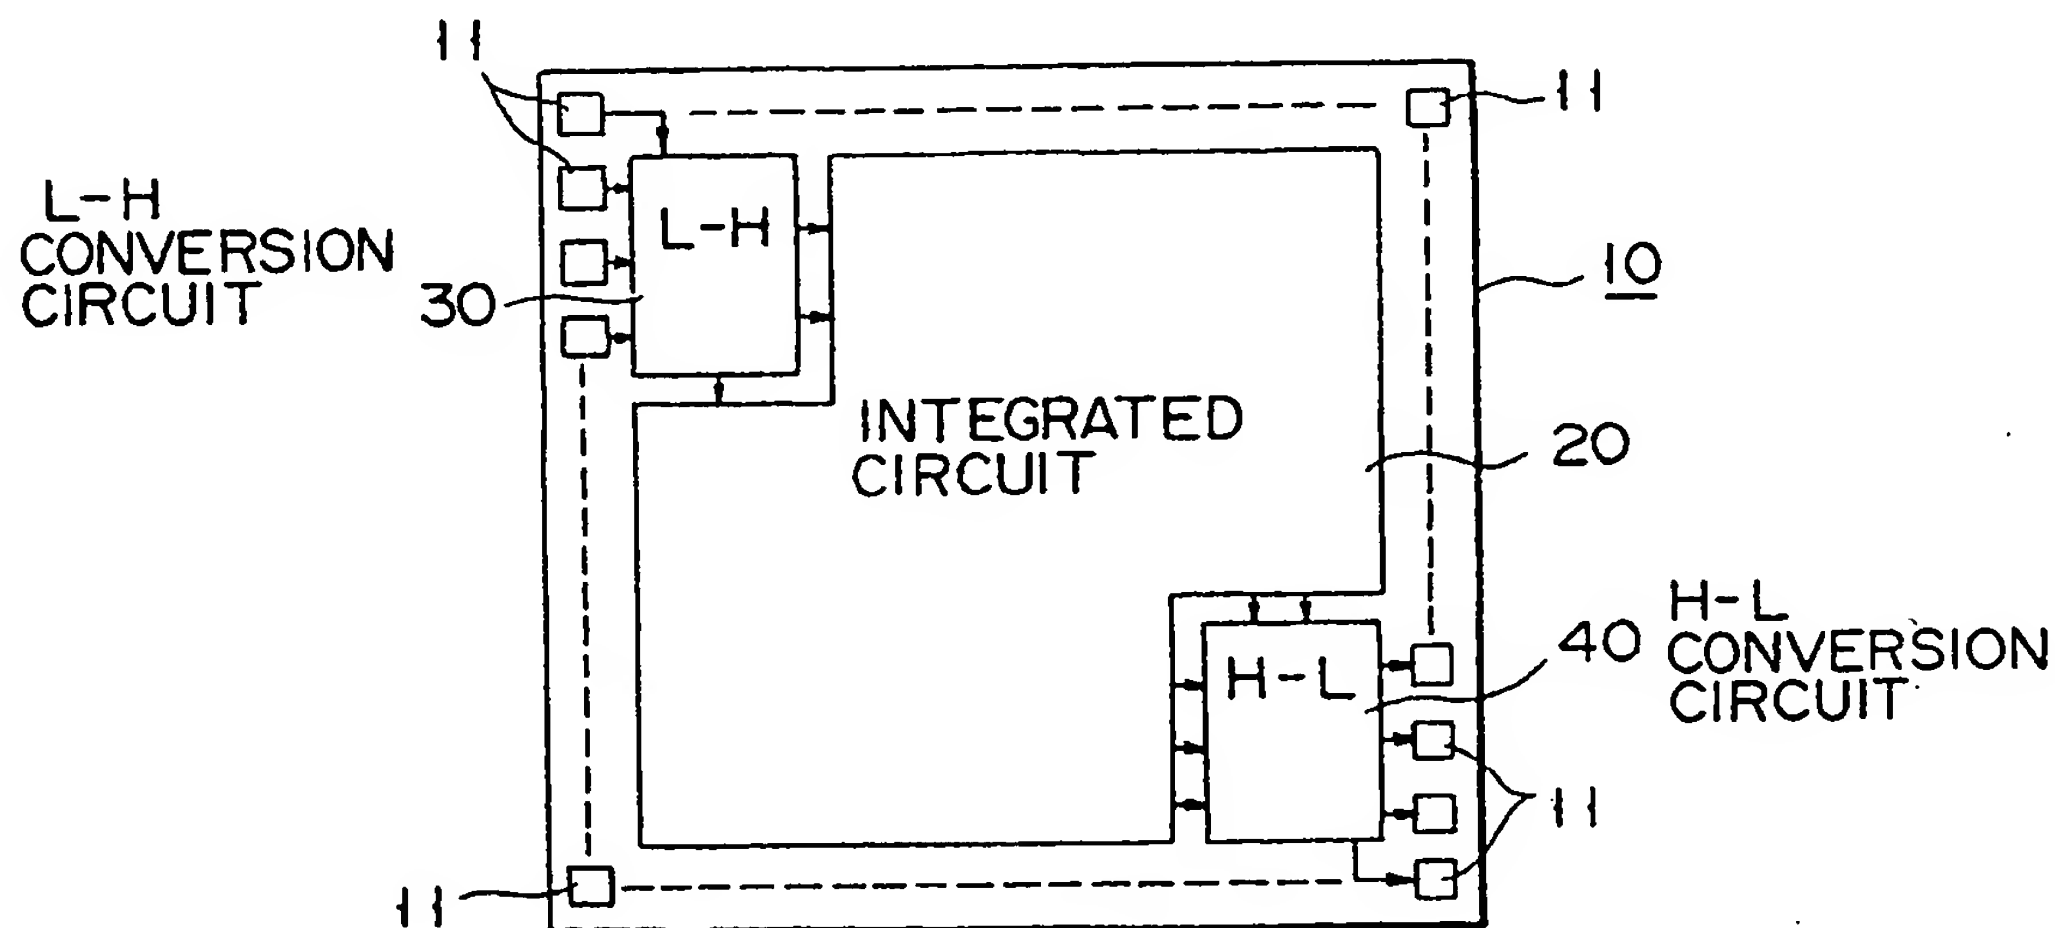 11
11
L-H
CONVERSION
CIRCUIT
30
L-H
10
INTEGRATED
CIRCUIT
20
H-L
40
H-L
CONVERSION
CIRCUIT
11
11